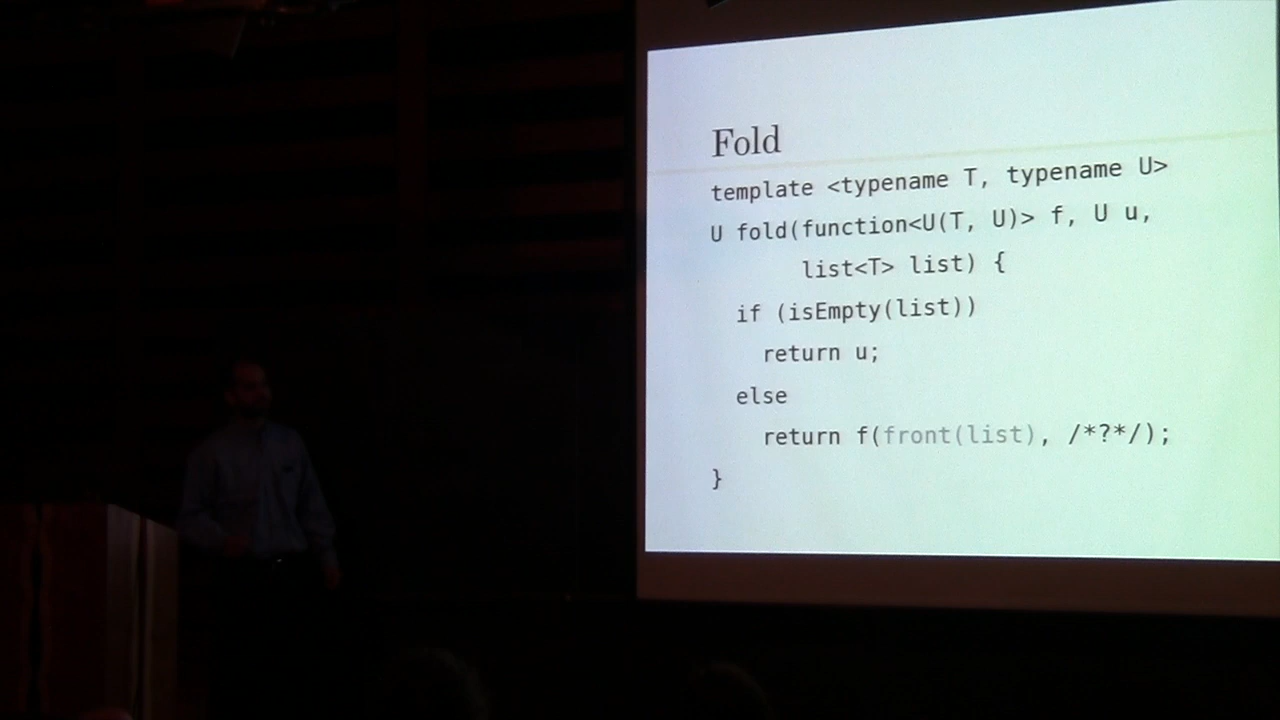 Fold
template <typename T, typename U>
U fold(function<U(T, U)> f, U u,
       list<T> list) {
  if (isEmpty(list))
    return u;
  else
    return f(front(list), /*?*/);
}